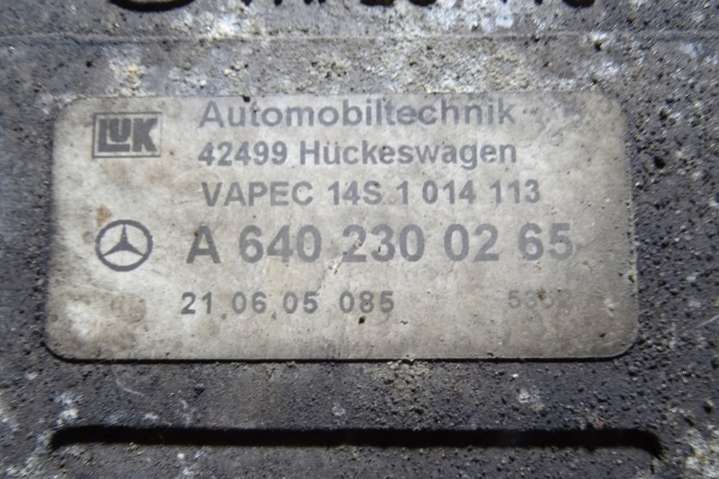 LUK
Automobiltechnik
42499 Hückeswagen
VAPEC 14S 1 014 113
A 640 230 02 65
21.06.05 085